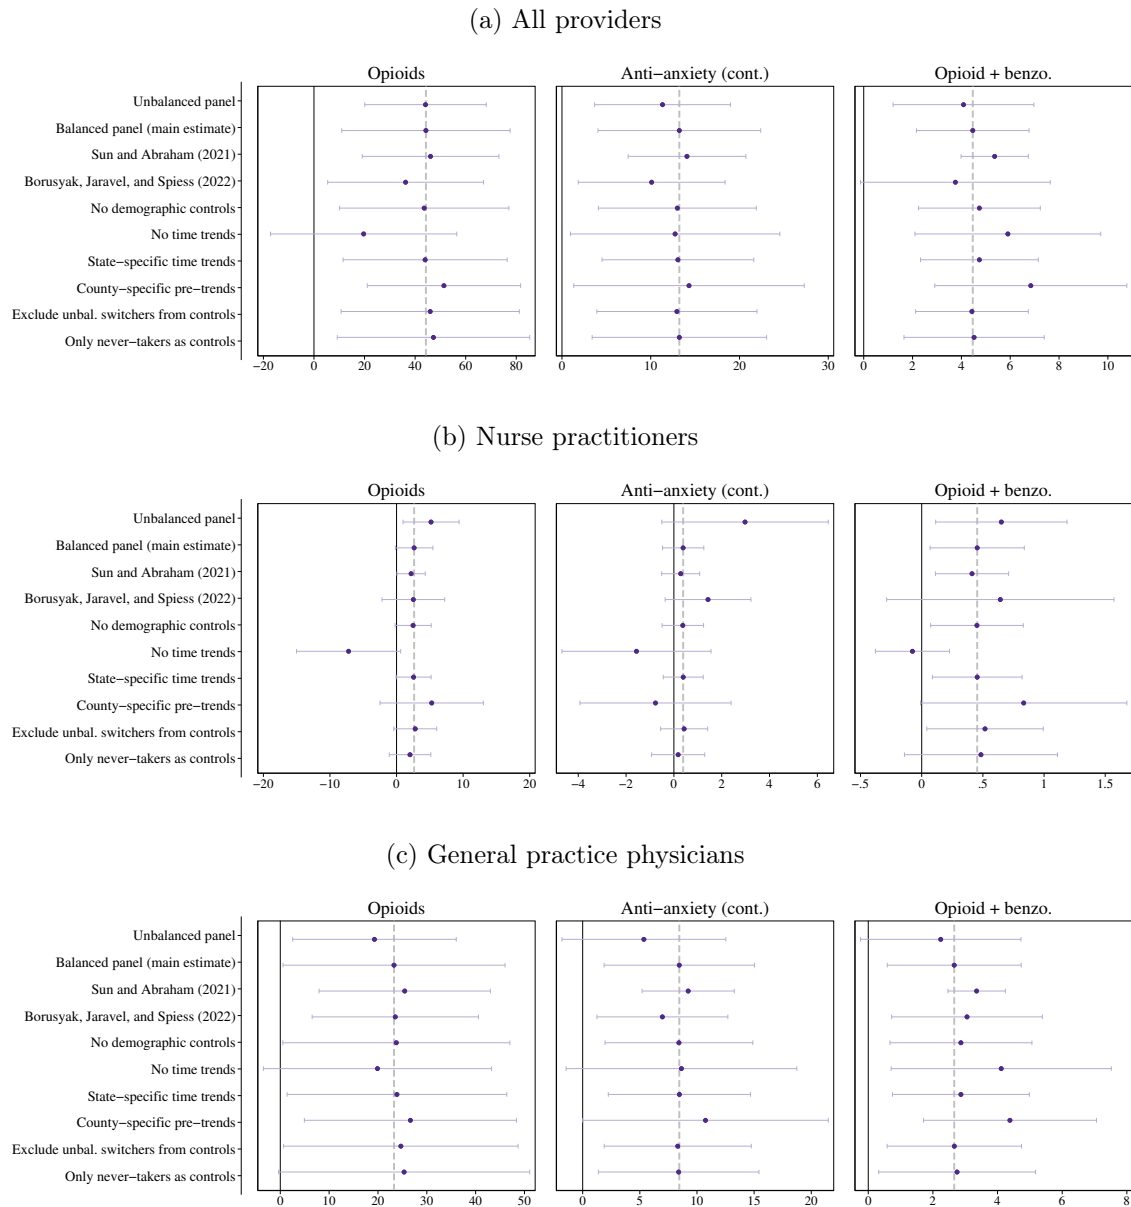 (a) All providers
Opioids
Anti−anxiety (cont.)
Opioid + benzo.
Unbalanced panel
Balanced panel (main estimate)
Sun and Abraham (2021)
Borusyak, Jaravel, and Spiess (2022)
No demographic controls
No time trends
State−specific time trends
County−specific pre−trends
Exclude unbal. switchers from controls
Only never−takers as controls
−20 0 20 40 60 80
0 10 20 30
0 2 4 6 8 10
(b) Nurse practitioners
Opioids
Anti−anxiety (cont.)
Opioid + benzo.
Unbalanced panel
Balanced panel (main estimate)
Sun and Abraham (2021)
Borusyak, Jaravel, and Spiess (2022)
No demographic controls
No time trends
State−specific time trends
County−specific pre−trends
Exclude unbal. switchers from controls
Only never−takers as controls
−20 −10 0 10 20
−4 −2 0 2 4 6
−.5 0 .5 1 1.5
(c) General practice physicians
Opioids
Anti−anxiety (cont.)
Opioid + benzo.
Unbalanced panel
Balanced panel (main estimate)
Sun and Abraham (2021)
Borusyak, Jaravel, and Spiess (2022)
No demographic controls
No time trends
State−specific time trends
County−specific pre−trends
Exclude unbal. switchers from controls
Only never−takers as controls
0 10 20 30 40 50
0 5 10 15 20
0 2 4 6 8